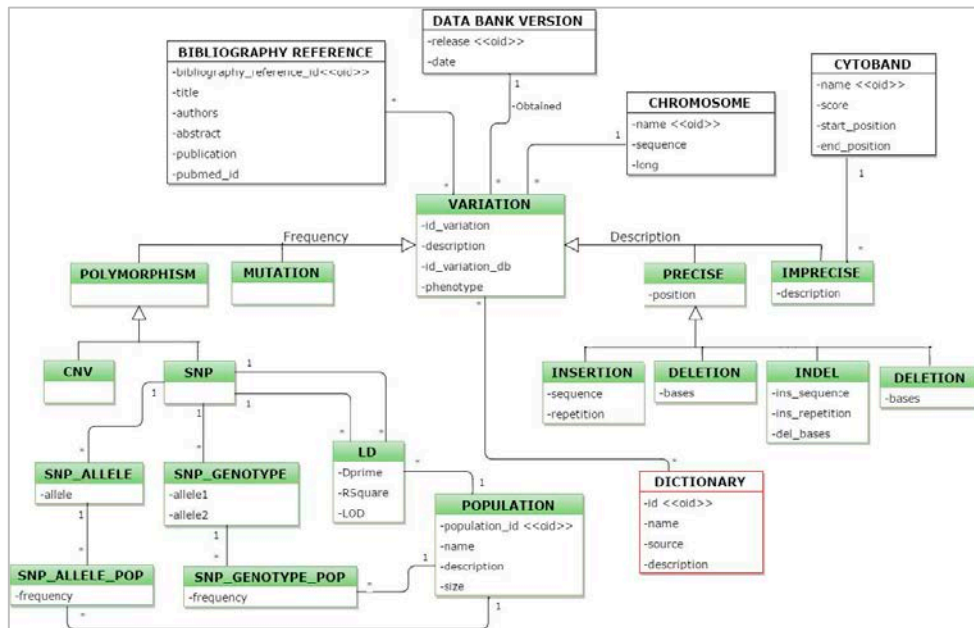 DATA BANK VERSION
-release <<oid>>
-date
BIBLIOGRAPHY REFERENCE
-bibliography_reference_id<<oid>>
-title
-authors
-abstract
-publication
-pubmed_id
CYTOBAND
-name <<oid>>
-score
-start_position
-end_position
CHROMOSOME
-name <<oid>>
-sequence
-long
1
-Obtained
*
1
1
*
*
*
VARIATION
-id_variation
-description
-id_variation_db
-phenotype
Frequency
Description
*
*
POLYMORPHISM
MUTATION
PRECISE
-position
IMPRECISE
-description
CNV
SNP
1
1
1
1
INSERTION
-sequence
-repetition
DELETION
-bases
INDEL
-ins_sequence
-ins_repetition
-del_bases
DELETION
-bases
*
*
*
*
LD
-Dprime
-RSquare
-LOD
SNP_ALLELE
-allele
SNP_GENOTYPE
-allele1
-allele2
*
1
*
DICTIONARY
-id <<oid>>
-name
-source
-description
POPULATION
-population_id <<oid>>
-name
-description
-size
1
1
*
*
1
SNP_ALLELE_POP
-frequency
SNP_GENOTYPE_POP
-frequency
*
*
1